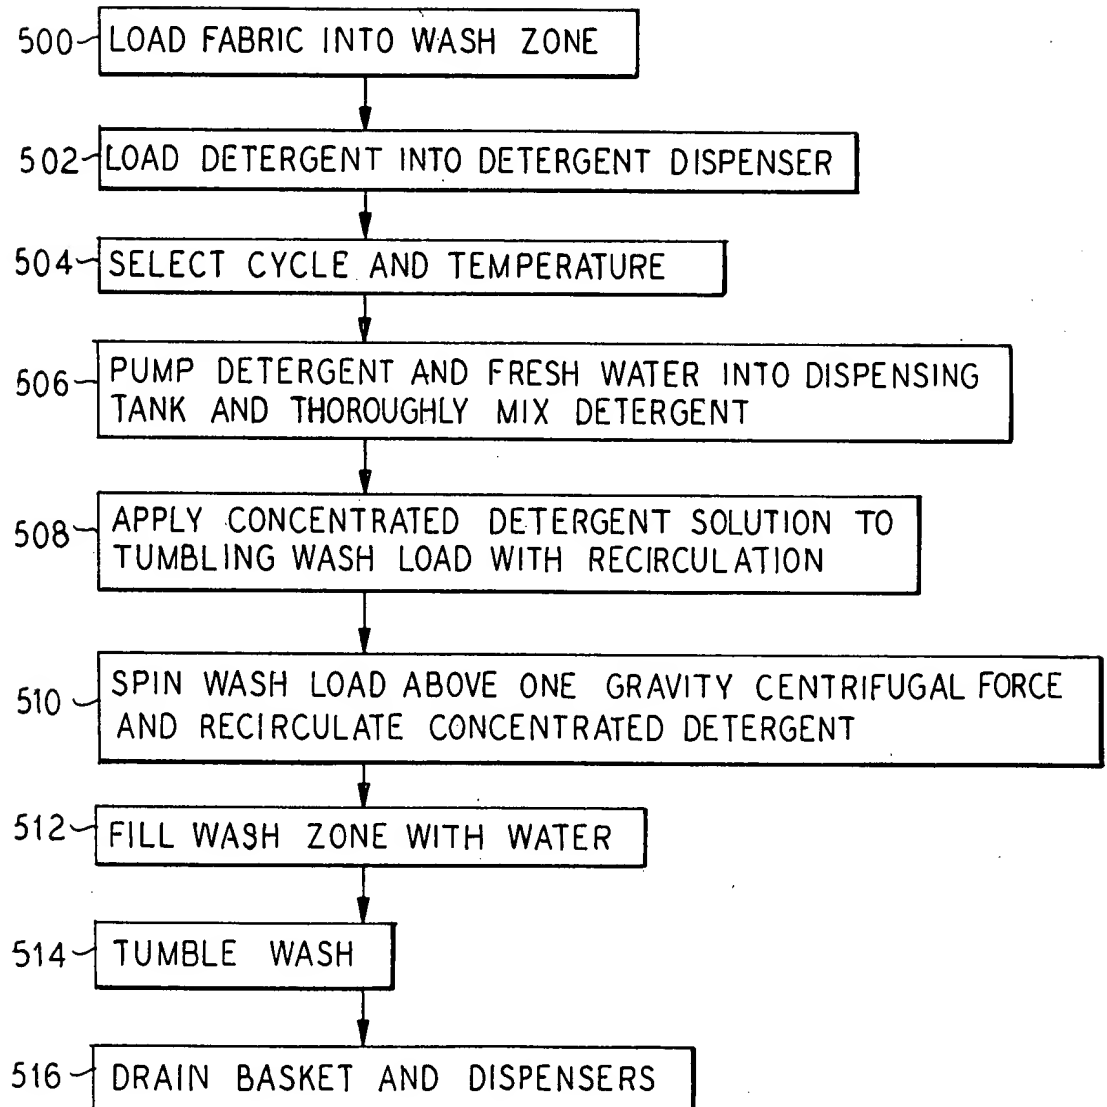 500 LOAD FABRIC INTO WASH ZONE
502 LOAD DETERGENT INTO DETERGENT DISPENSER
504 SELECT CYCLE AND TEMPERATURE
506 PUMP DETERGENT AND FRESH WATER INTO DISPENSING
TANK AND THOROUGHLY MIX DETERGENT
508 APPLY CONCENTRATED DETERGENT SOLUTION TO
TUMBLING WASH LOAD WITH RECIRCULATION
510 SPIN WASH LOAD ABOVE ONE GRAVITY CENTRIFUGAL FORCE
AND RECIRCULATE CONCENTRATED DETERGENT
512 FILL WASH ZONE WITH WATER
514 TUMBLE WASH
516 DRAIN BASKET AND DISPENSERS